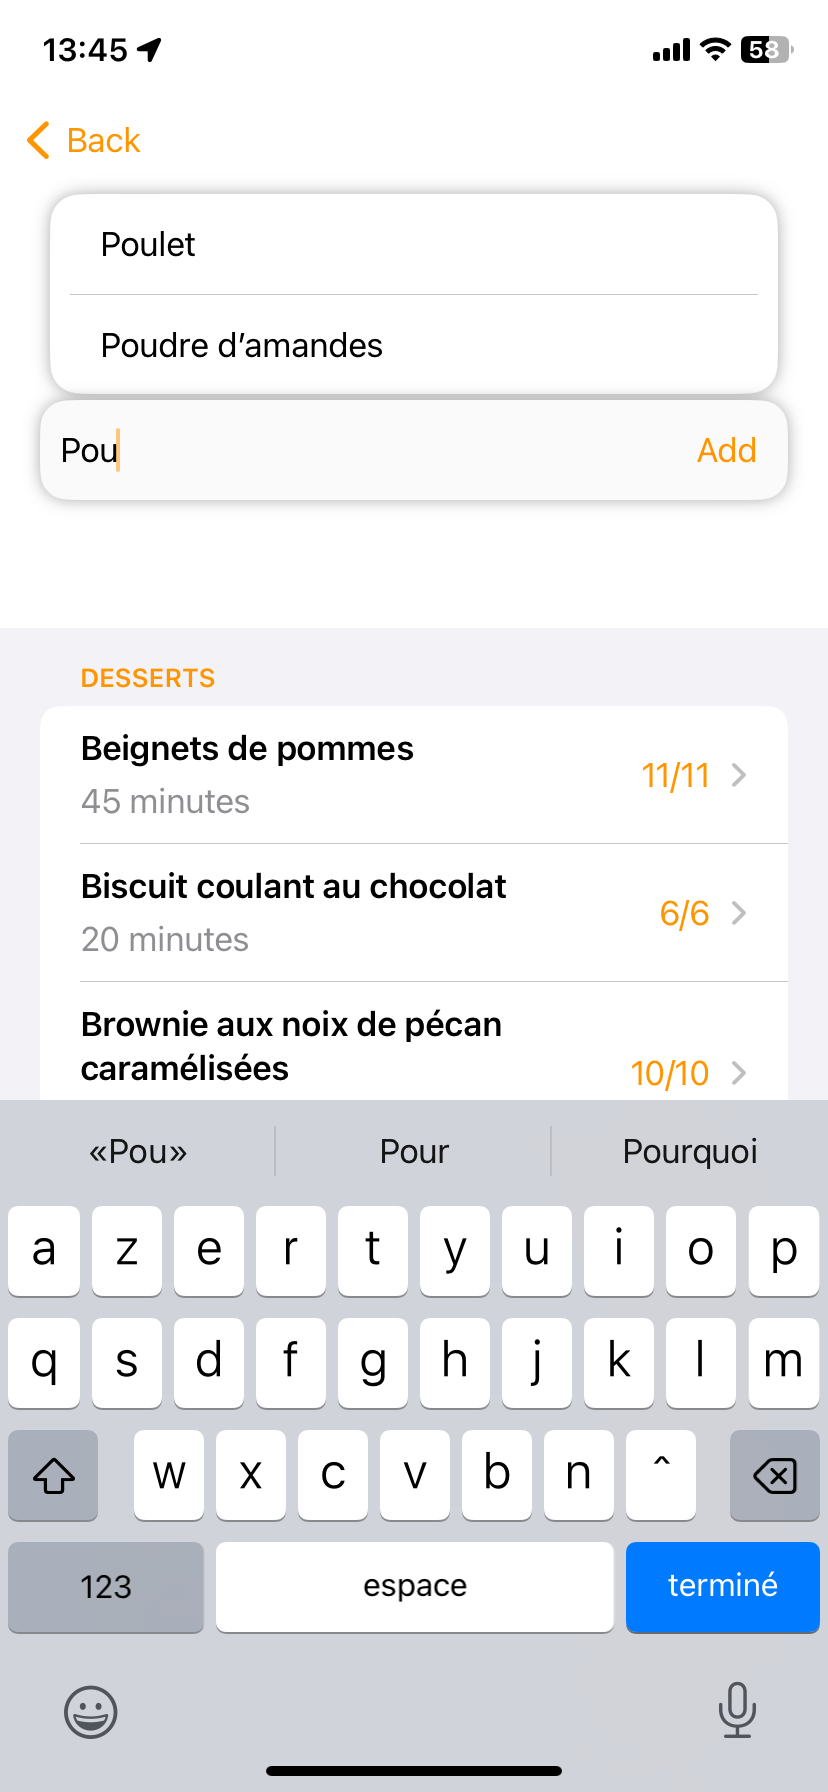 13:45
58
Back
Poulet
Poudre d’amandes
Pou
Add
DESSERTS
Beignets de pommes
45 minutes
11/11
Biscuit coulant au chocolat
20 minutes
6/6
Brownie aux noix de pécan
caramélisées
10/10
«Pou» Pour Pourquoi
a z e r t y u i o p
q s d f g h j k l m
w x c v b n ^
123 espace terminé